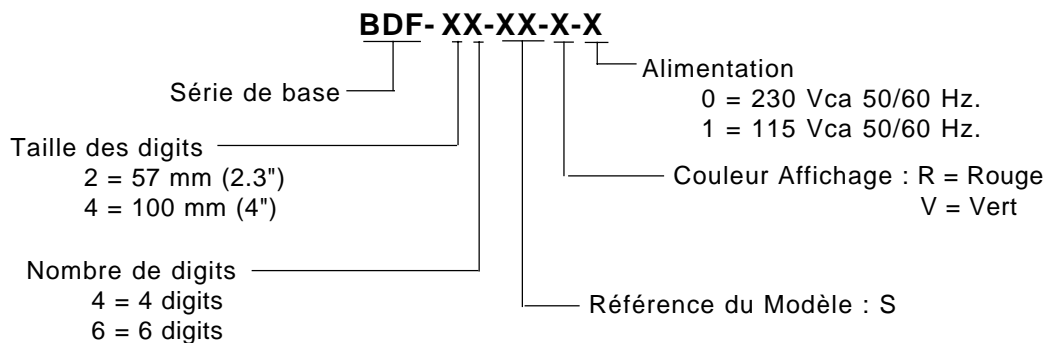 BDF- XX-XX-X-X
Alimentation
0 = 230 Vca 50/60 Hz.
1 = 115 Vca 50/60 Hz.
Série de base
Taille des digits
2 = 57 mm (2.3")
4 = 100 mm (4")
Couleur Affichage : R = Rouge
V = Vert
Nombre de digits
4 = 4 digits
6 = 6 digits
Référence du Modèle : S